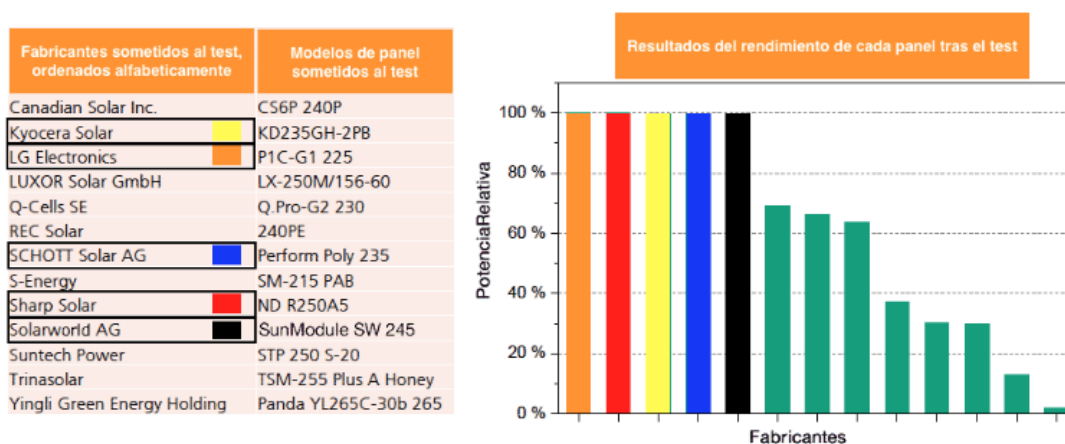 Fabricantes sometidos al test,
ordenados alfabeticamente
Modelos de panel
sometidos al test
Canadian Solar Inc. CS6P 240P
Kyocera Solar KD235GH-2PB
LG Electronics P1C-G1 225
LUXOR Solar GmbH LX-250M/156-60
Q-Cells SE Q.Pro-G2 230
REC Solar 240PE
SCHOTT Solar AG Perform Poly 235
S-Energy SM-215 PAB
Sharp Solar ND R250A5
Solarworld AG SunModule SW 245
Suntech Power STP 250 S-20
Trinasolar TSM-255 Plus A Honey
Yingli Green Energy Holding Panda YL265C-30b 265
Resultados del rendimiento de cada panel tras el test
PotenciaRelativa
100 %
80 %
60 %
40 %
20 %
0 %
Fabricantes